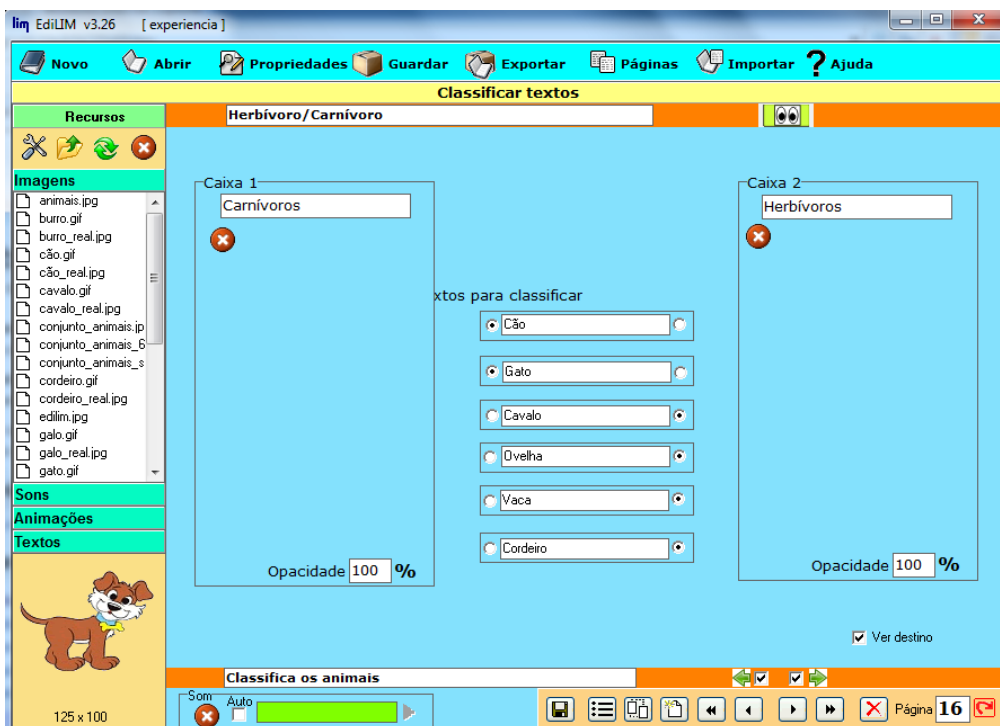 lim EdiLIM v3.26 [ experiencia ]
Novo Abrir Propriedades Guardar Exportar Páginas Importar ? Ajuda
Classificar textos
Recursos
Herbívoro/Carnívoro
Imagens
animais.jpg
burro.gif
burro_real.jpg
cão.gif
cão_real.jpg
cavalo.gif
cavalo_real.jpg
conjunto_animais.jp
conjunto_animais_6
conjunto_animais_s
cordeiro.gif
cordeiro_real.jpg
edilim.jpg
galo.gif
galo_real.jpg
gato.gif
Sons
Animações
Textos
125 x 100
Caixa 1
Carnívoros
Opacidade 100 %
xtos para classificar
Cão
Gato
Cavalo
Ovelha
Vaca
Cordeiro
Caixa 2
Herbívoros
Opacidade 100 %
Ver destino
Classifica os animais
Som
Auto
Página 16